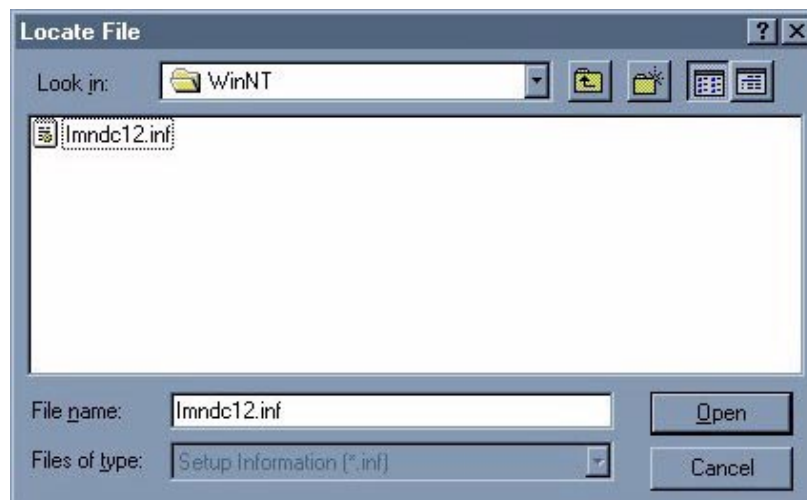 Locate File
Look in: WinNT
lmndc12.inf
File name: lmndc12.inf Open
Files of type: Setup Information (*.inf) Cancel